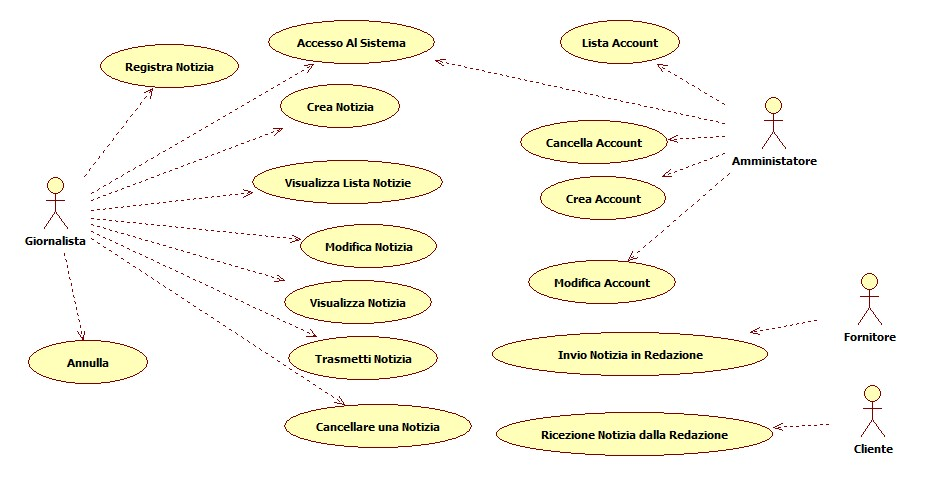 Accesso Al Sistema
Lista Account
Registra Notizia
Crea Notizia
Cancella Account
Amministatore
Visualizza Lista Notizie
Crea Account
Giornalista
Modifica Notizia
Modifica Account
Visualizza Notizia
Fornitore
Invio Notizia in Redazione
Annulla
Trasmetti Notizia
Cancellare una Notizia
Ricezione Notizia dalla Redazione
Cliente